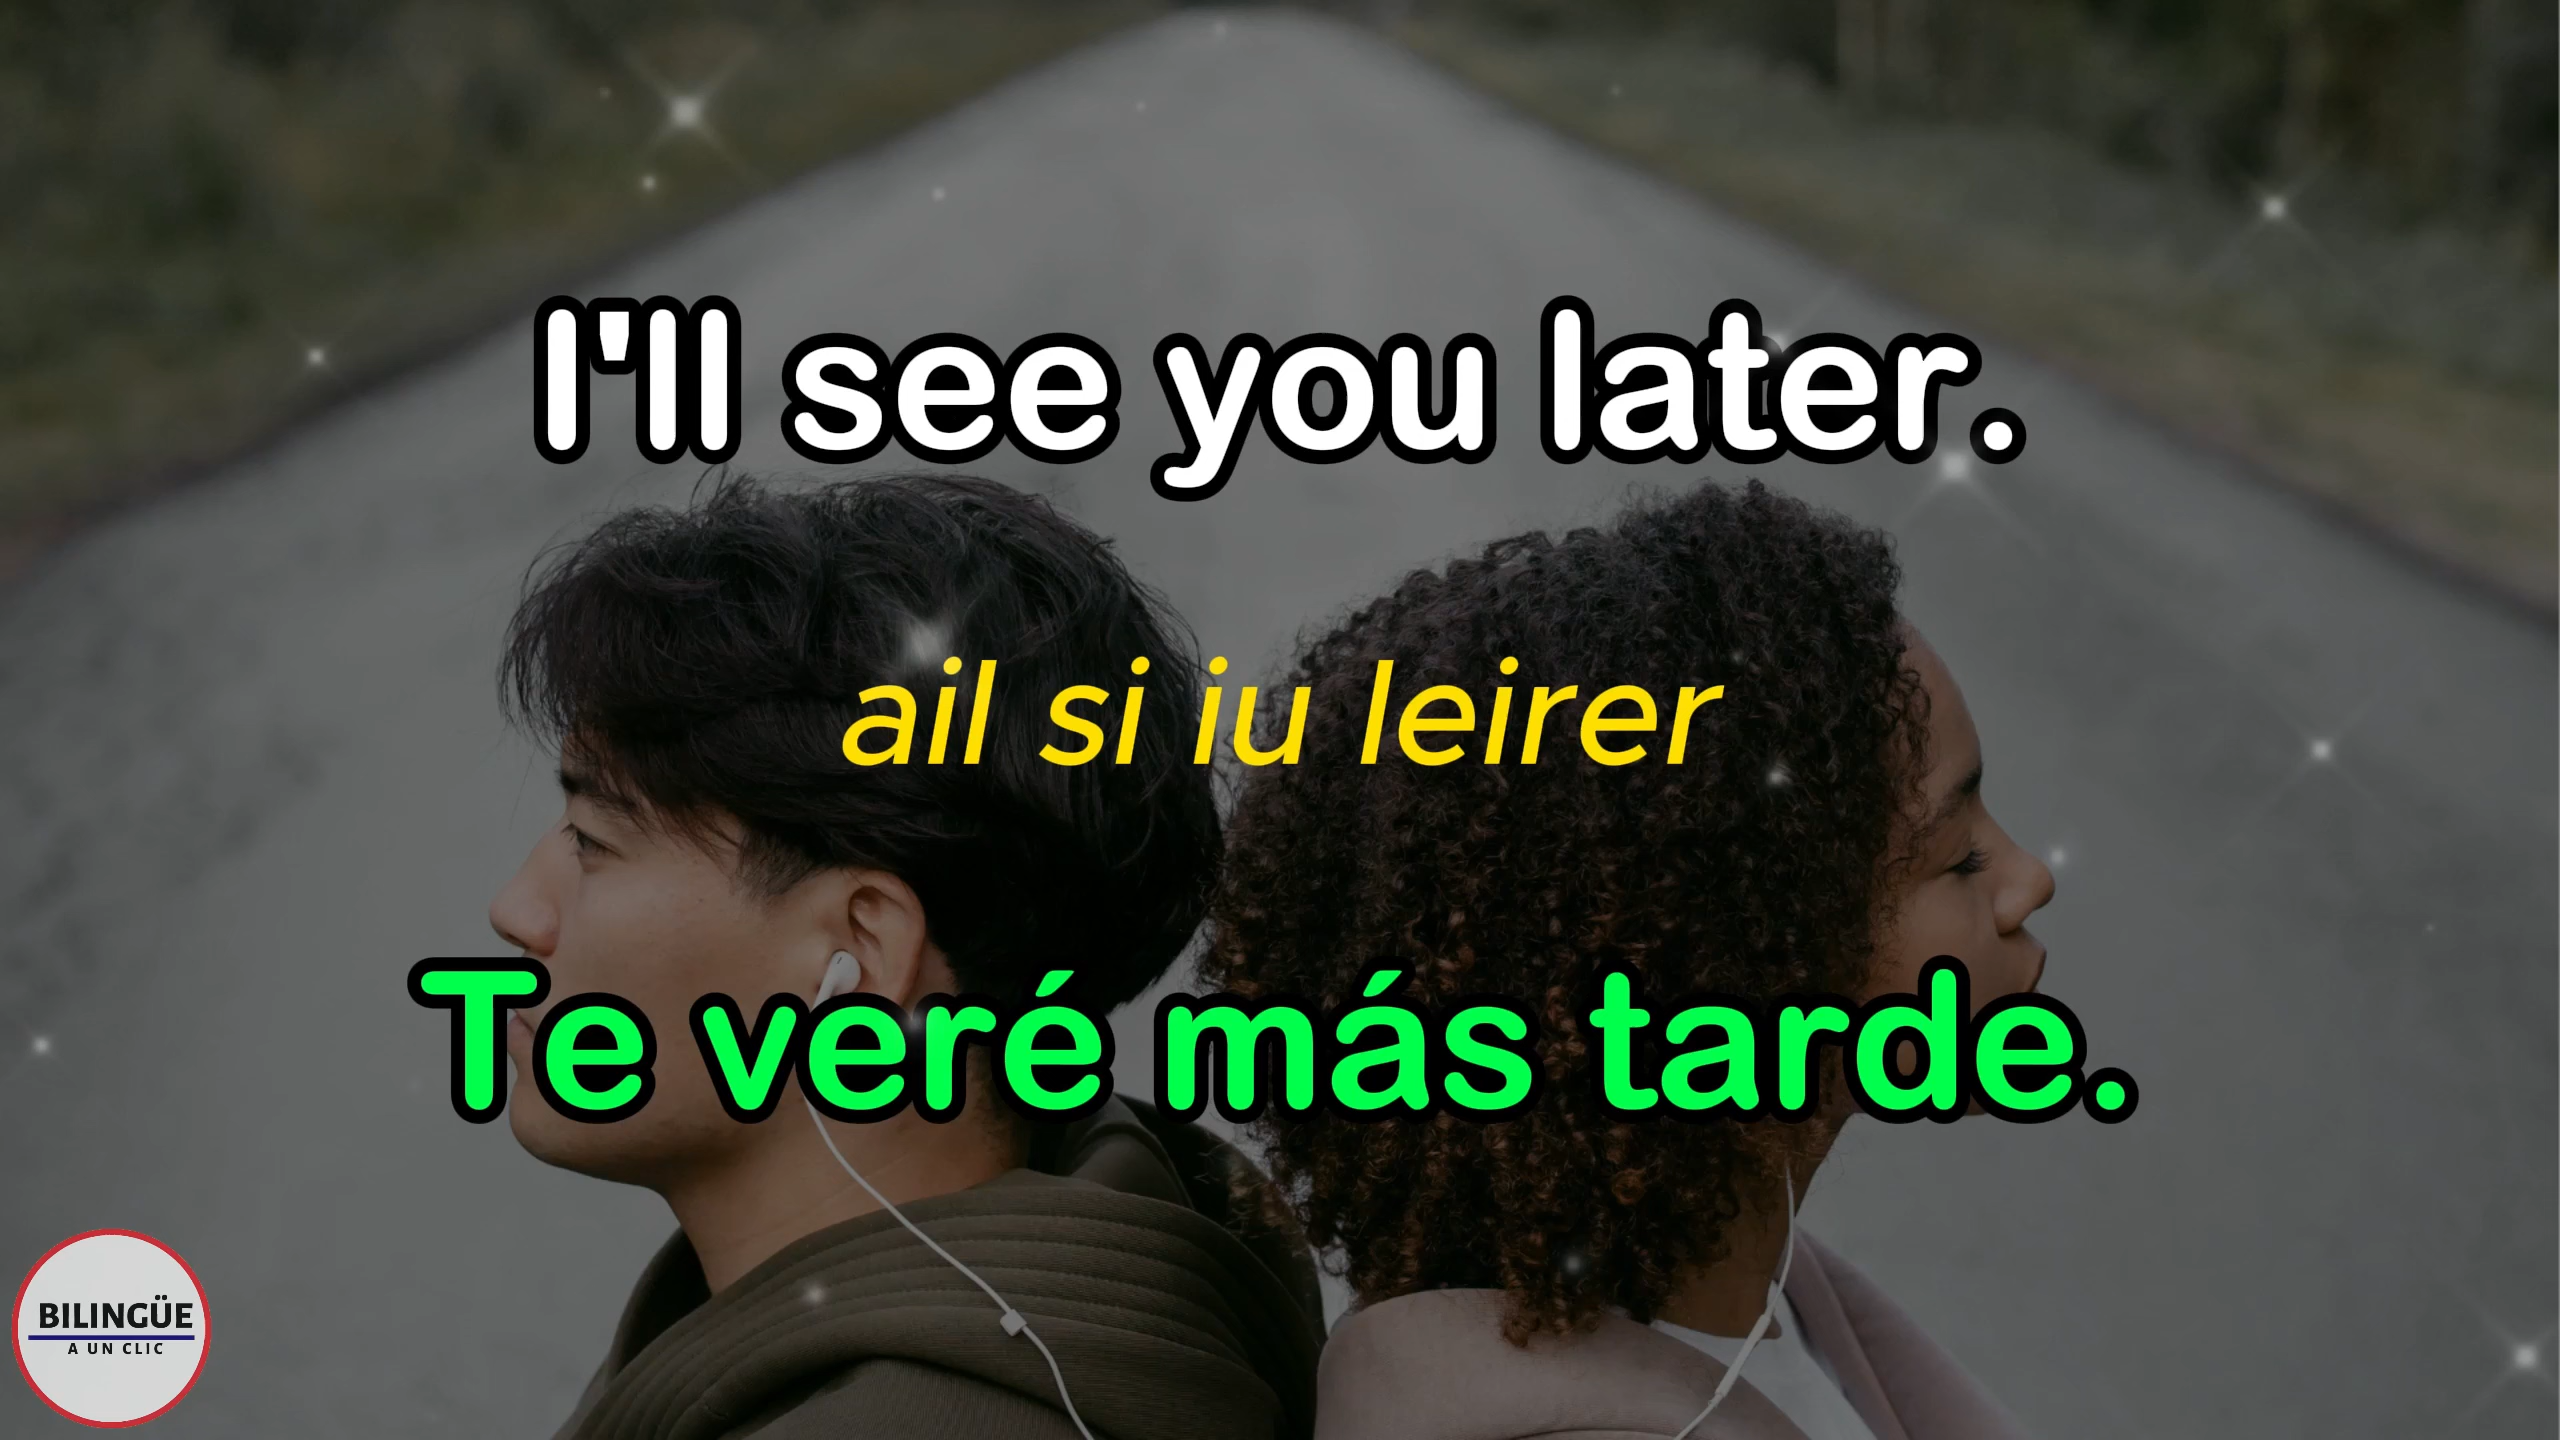 I'll see you later.
ail si iu leirer
Te veré más tarde.
BILINGÜE
A UN CLIC